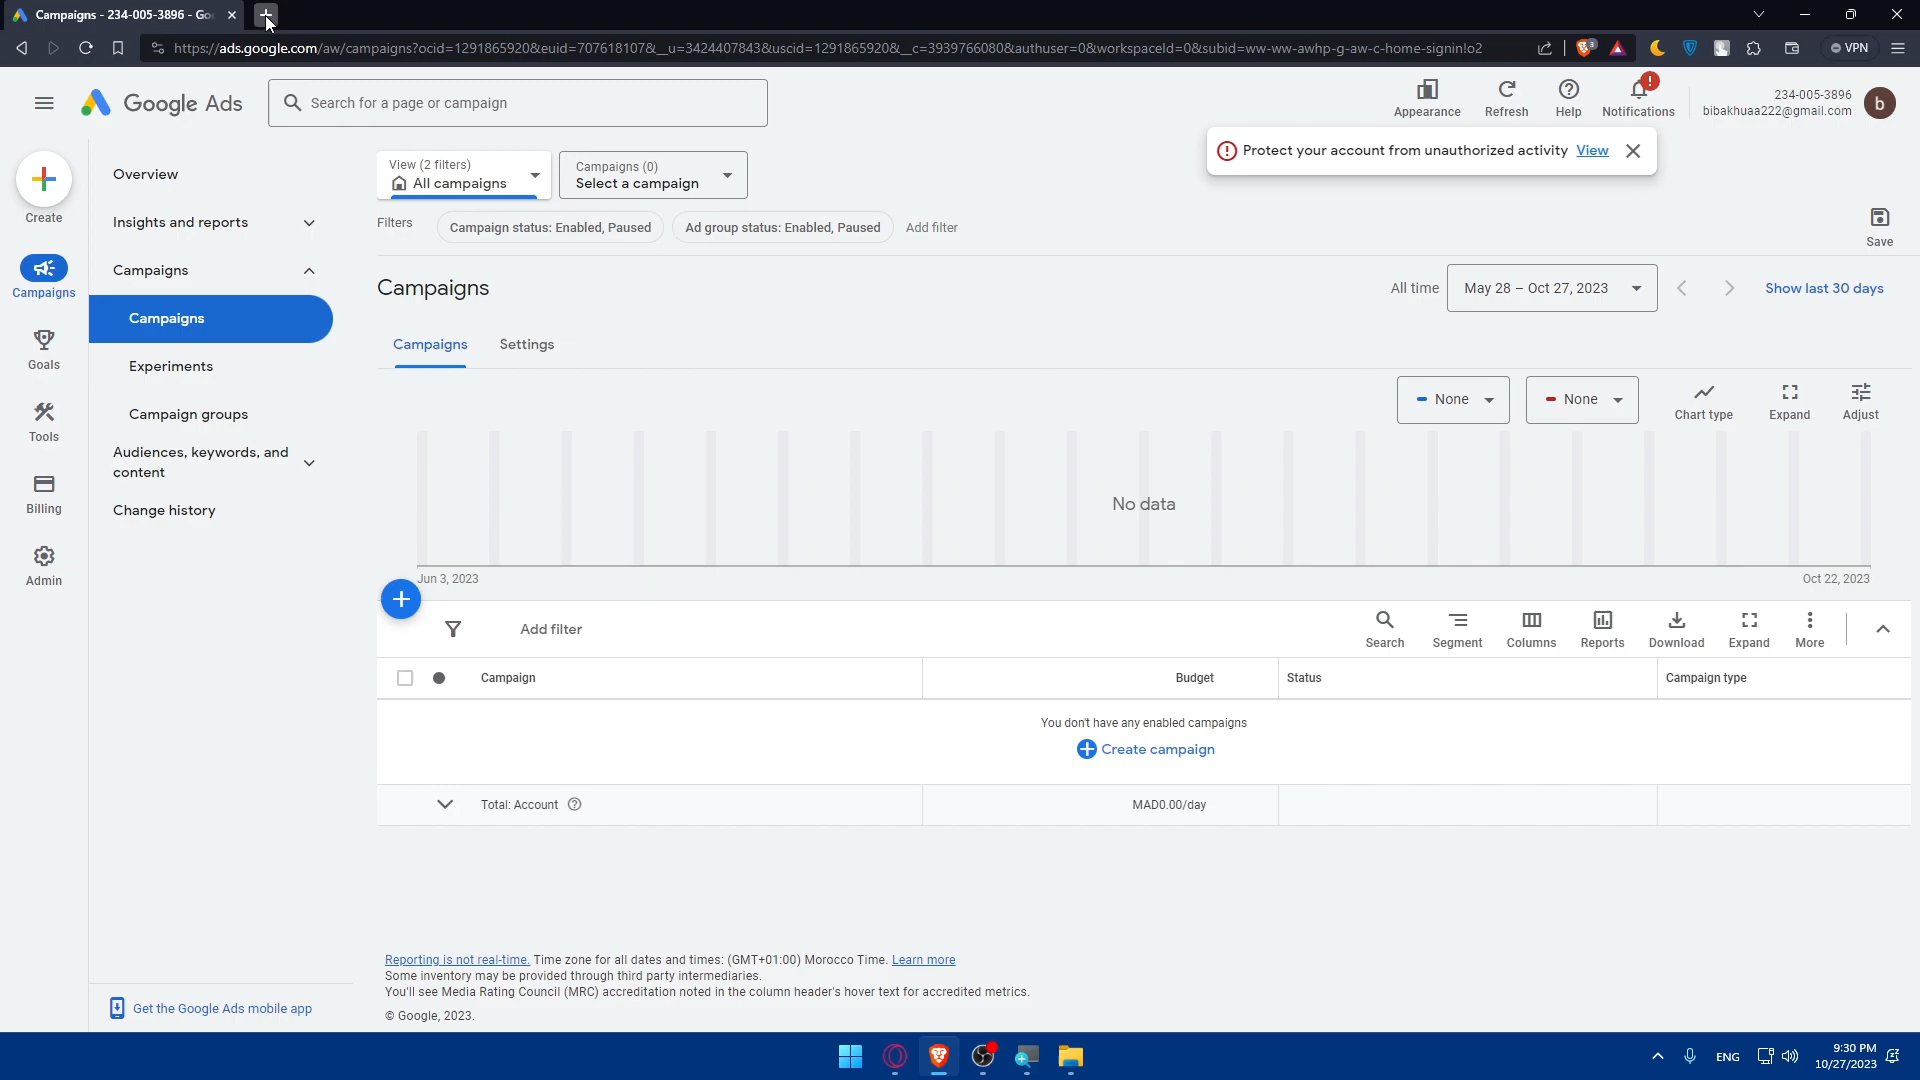 Campaigns - 234-005-3896 - Goo
https://ads.google.com/aw/campaigns?ocid=1291865920&euid=707618107&__u=3424407843&uscid=1291865920&__c=3939766080&authuser=0&workspaceId=0&subid=ww-ww-awhp-g-aw-c-home-signin!o2
3
VPN
Google Ads
Search for a page or campaign
Appearance
Refresh
Help
Notifications
234-005-3896
bibakhuaa222@gmail.com
b
Protect your account from unauthorized activity View
Create
Campaigns
Goals
Tools
Billing
Admin
Overview
Insights and reports
Campaigns
Campaigns
Experiments
Campaign groups
Audiences, keywords, and
content
Change history
Get the Google Ads mobile app
View (2 filters)
All campaigns
Campaigns (0)
Select a campaign
Filters
Campaign status: Enabled, Paused
Ad group status: Enabled, Paused
Add filter
Save
Campaigns
All time
May 28 – Oct 27, 2023
Show last 30 days
Campaigns
Settings
None
None
Chart type
Expand
Adjust
No data
Jun 3, 2023
Oct 22, 2023
Add filter
Search
Segment
Columns
Reports
Download
Expand
More
Campaign
Budget
Status
Campaign type
You don't have any enabled campaigns
Create campaign
Total: Account
MAD0.00/day
Reporting is not real-time. Time zone for all dates and times: (GMT+01:00) Morocco Time. Learn more
Some inventory may be provided through third party intermediaries.
You'll see Media Rating Council (MRC) accreditation noted in the column header's hover text for accredited metrics.
© Google, 2023.
ENG
9:30 PM
10/27/2023